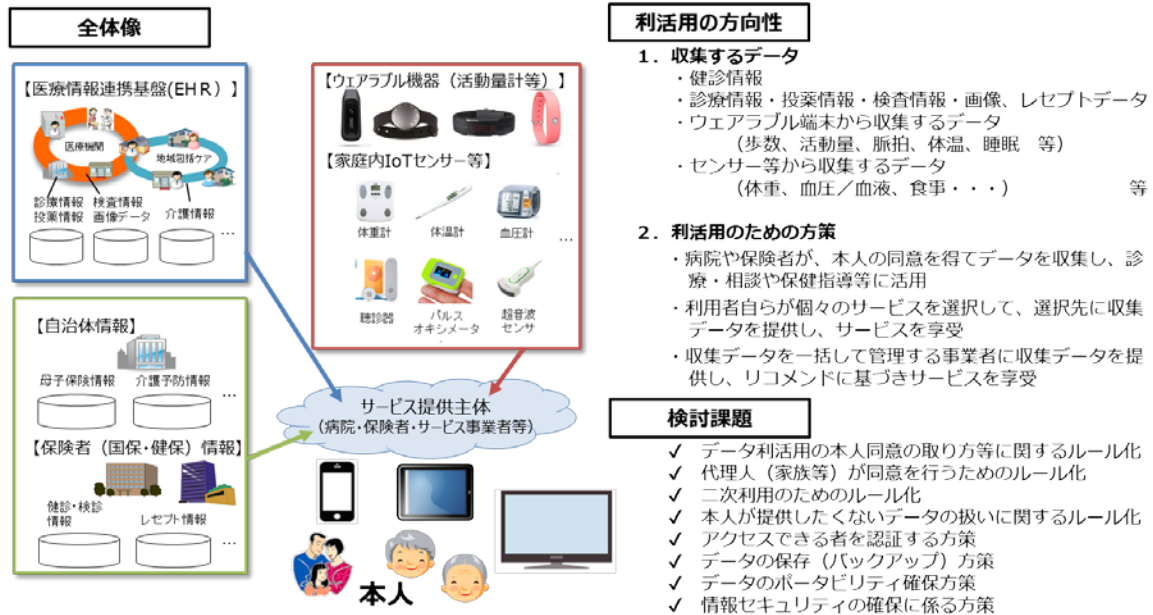 全体像
【医療情報連携基盤(EHR)】
医療機関
地域包括ケア
診療情報
投薬情報
検査情報
画像データ
介護情報
…
【自治体情報】
母子保険情報
介護予防情報
…
【保険者（国保・健保）情報】
健診・検診
情報
レセプト情報
…
【ウェアラブル機器（活動量計等）】
【家庭内IoTセンサー等】
体重計
体温計
血圧計
…
聴診器
パルス
オキシメータ
超音波
センサ
サービス提供主体
（病院・保険者・サービス事業者等）
本人
利活用の方向性
１．収集するデータ
・健診情報
・診療情報・投薬情報・検査情報・画像、レセプトデータ
・ウェアラブル端末から収集するデータ
（歩数、活動量、脈拍、体温、睡眠　等）
・センサー等から収集するデータ
（体重、血圧／血液、食事・・・）　等
２．利活用のための方策
・病院や保険者が、本人の同意を得てデータを収集し、診
療・相談や保健指導等に活用
・利用者自らが個々のサービスを選択して、選択先に収集
データを提供し、サービスを享受
・収集データを一括して管理する事業者に収集データを提
供し、リコメンドに基づきサービスを享受
検討課題
✓ データ利活用の本人同意の取り方等に関するルール化
✓ 代理人（家族等）が同意を行うためのルール化
✓ 二次利用のためのルール化
✓ 本人が提供したくないデータの扱いに関するルール化
✓ アクセスできる者を認証する方策
✓ データの保存（バックアップ）方策
✓ データのポータビリティ確保方策
✓ 情報セキュリティの確保に係る方策